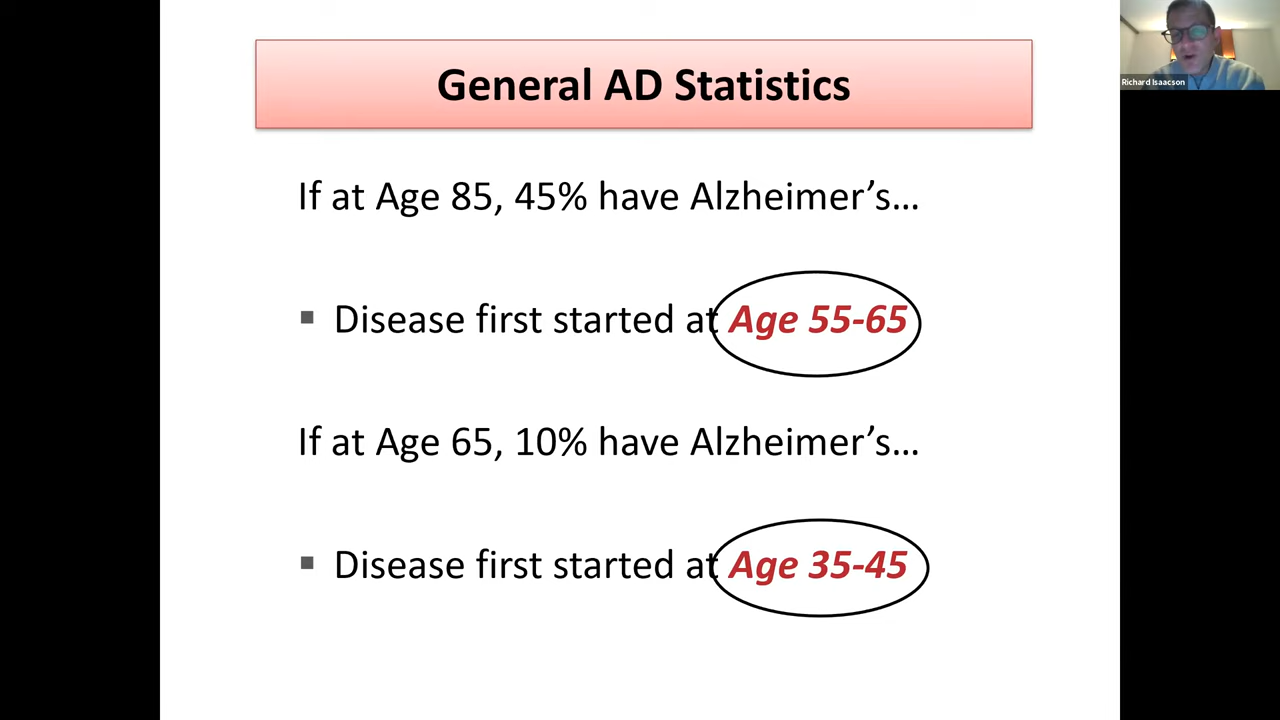 General AD Statistics
Richard Isaacson
If at Age 85, 45% have Alzheimer’s…
▪ Disease first started at Age 55-65
If at Age 65, 10% have Alzheimer’s…
▪ Disease first started at Age 35-45